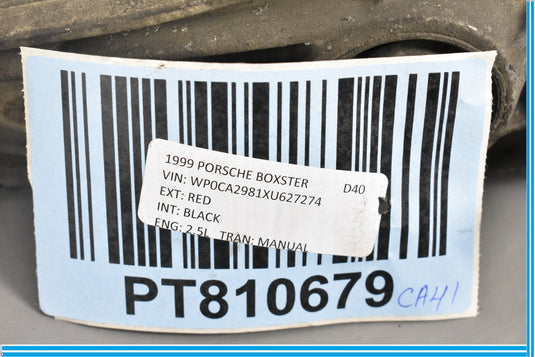 1999 PORSCHE BOXSTER D40
VIN: WP0CA2981XU627274
EXT: RED
INT: BLACK
ENG: 2.5L TRAN: MANUAL
PT810679 CA41